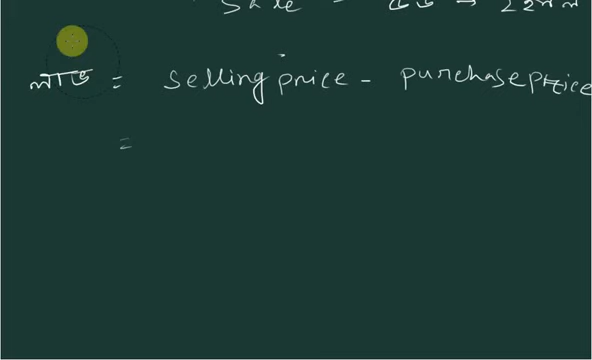 Sale =
লাভ = selling price - purchase price
=